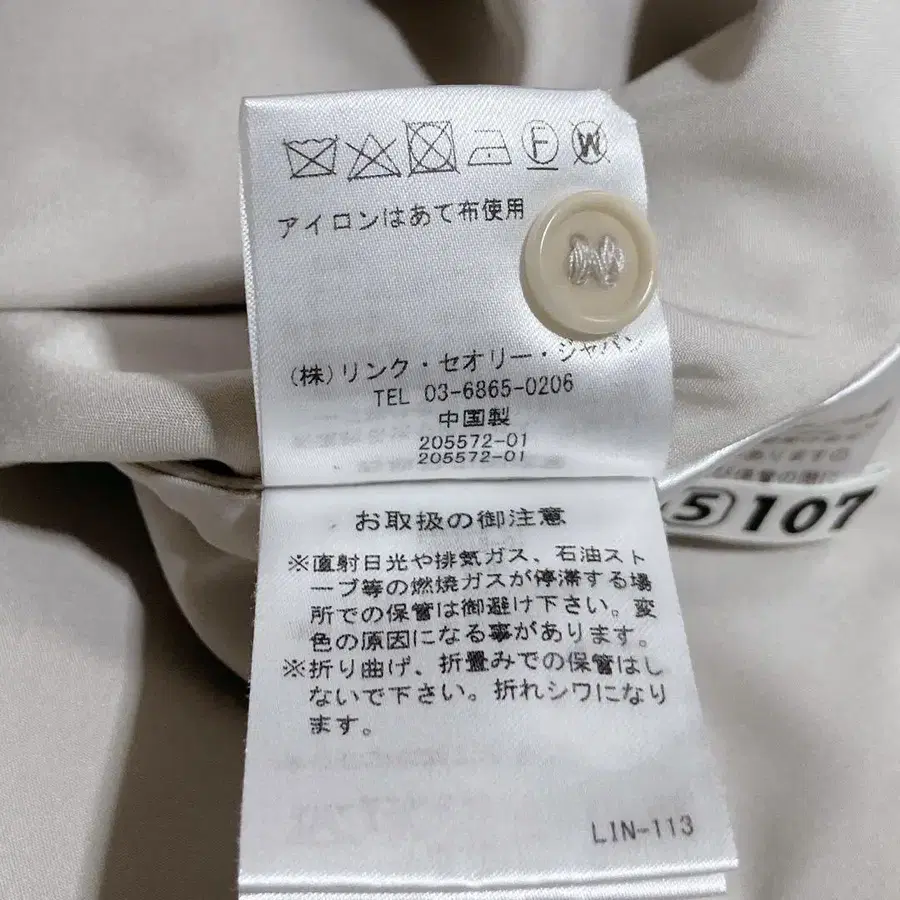 F
W
アイロンはあて布使用
(株)リンク・セオリー・ジャパン
TEL 03-6865-0206
中国製
205572-01
205572-01
⑤107
お取扱の御注意
※直射日光や排気ガス、石油スト
ーブ等の燃焼ガスが停滞する場
所での保管は御避け下さい。変
色の原因になる事があります。
※折り曲げ、折畳みでの保管はし
ないで下さい。折れシワになり
ます。
LIN-113